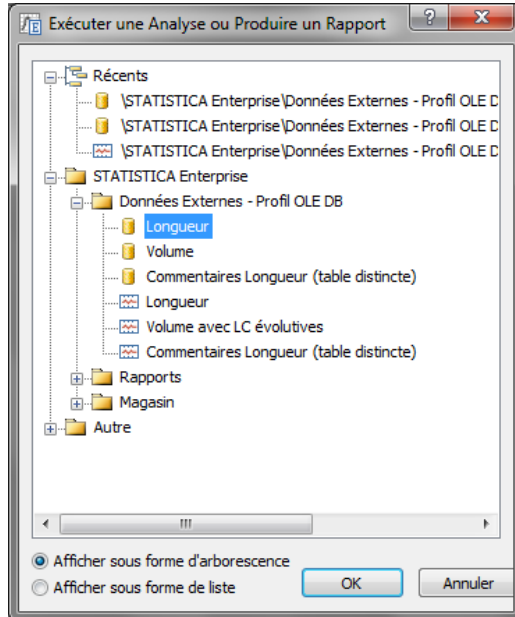 Exécuter une Analyse ou Produire un Rapport
Récents
\STATISTICA Enterprise\Données Externes - Profil OLE D
\STATISTICA Enterprise\Données Externes - Profil OLE D
\STATISTICA Enterprise\Données Externes - Profil OLE D
STATISTICA Enterprise
Données Externes - Profil OLE DB
Longueur
Volume
Commentaires Longueur (table distincte)
Longueur
Volume avec LC évolutives
Commentaires Longueur (table distincte)
Rapports
Magasin
Autre
Afficher sous forme d'arborescence
Afficher sous forme de liste
OK
Annuler